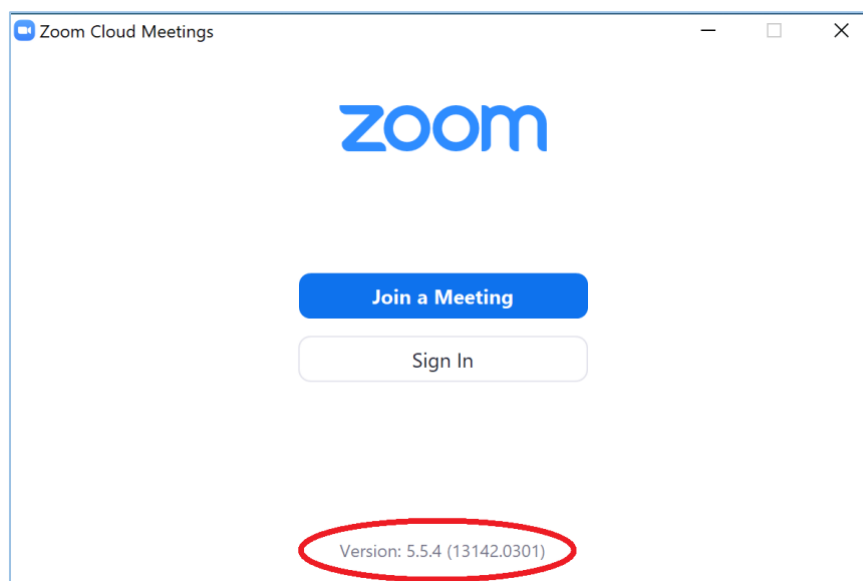 Zoom Cloud Meetings
zoom
Join a Meeting
Sign In
Version: 5.5.4 (13142.0301)